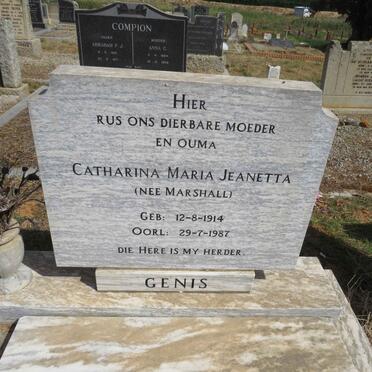 COMPION
HIER
RUS ONS DIERBARE MOEDER
EN OUMA
CATHARINA MARIA JEANETTA
(NEE MARSHALL)
GEB: 12-8-1914
OORL: 29-7-1987
DIE HERE IS MY HERDER.
GENIS